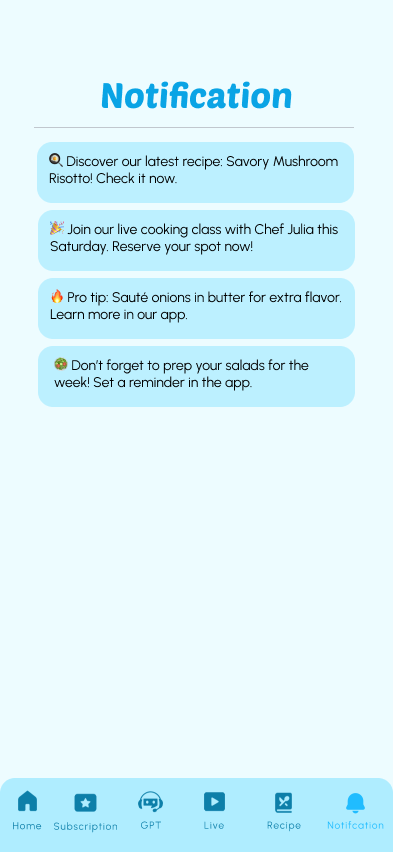 Notification
🍳 Discover our latest recipe: Savory Mushroom
Risotto! Check it now.
🎉 Join our live cooking class with Chef Julia this
Saturday. Reserve your spot now!
🔥 Pro tip: Sauté onions in butter for extra flavor.
Learn more in our app.
🥗 Don’t forget to prep your salads for the
week! Set a reminder in the app.
Home Subscription GPT Live Recipe Notifcation